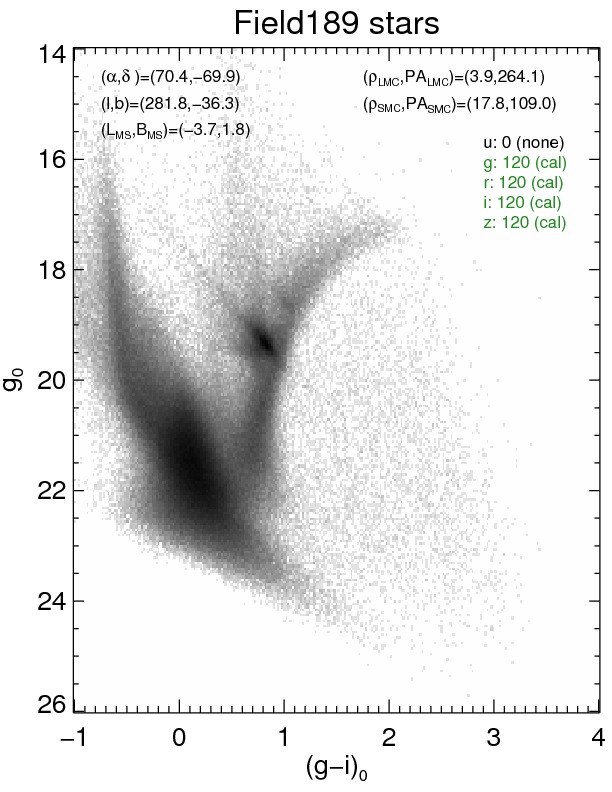 Field189 stars
(α,δ )=(70.4,−69.9)
(ρLMC,PALMC)=(3.9,264.1)
(l,b)=(281.8,−36.3)
(ρSMC,PASMC)=(17.8,109.0)
(LMS,BMS)=(−3.7,1.8)
u: 0 (none)
g: 120 (cal)
r: 120 (cal)
i: 120 (cal)
z: 120 (cal)
14
16
18
20
22
24
26
g0
−1 0 1 2 3 4
(g−i)0